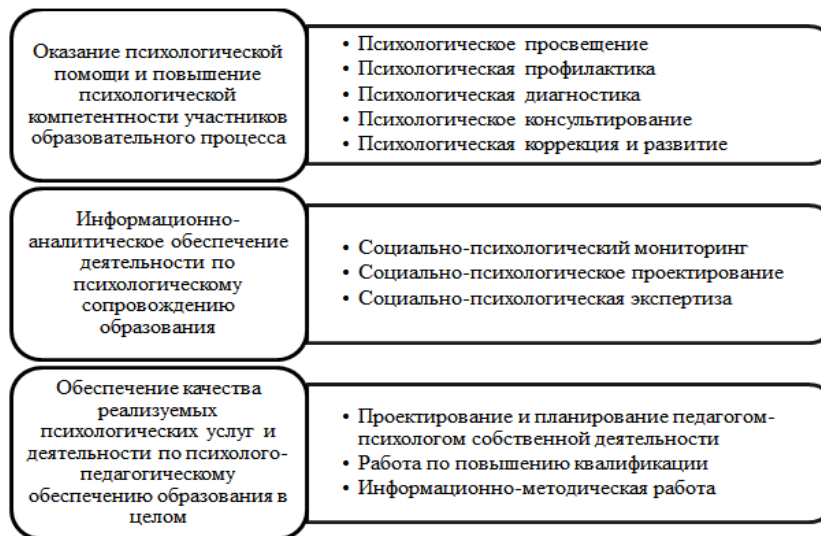 Оказание психологической
помощи и повышение
психологической
компетентности участников
образовательного процесса
• Психологическое просвещение
• Психологическая профилактика
• Психологическая диагностика
• Психологическое консультирование
• Психологическая коррекция и развитие
Информационно-
аналитическое обеспечение
деятельности по
психологическому
сопровождению
образования
• Социально-психологический мониторинг
• Социально-психологическое проектирование
• Социально-психологическая экспертиза
Обеспечение качества
реализуемых
психологических услуг и
деятельности по психолого-
педагогическому
обеспечению образования в
целом
• Проектирование и планирование педагогом-
психологом собственной деятельности
• Работа по повышению квалификации
• Информационно-методическая работа